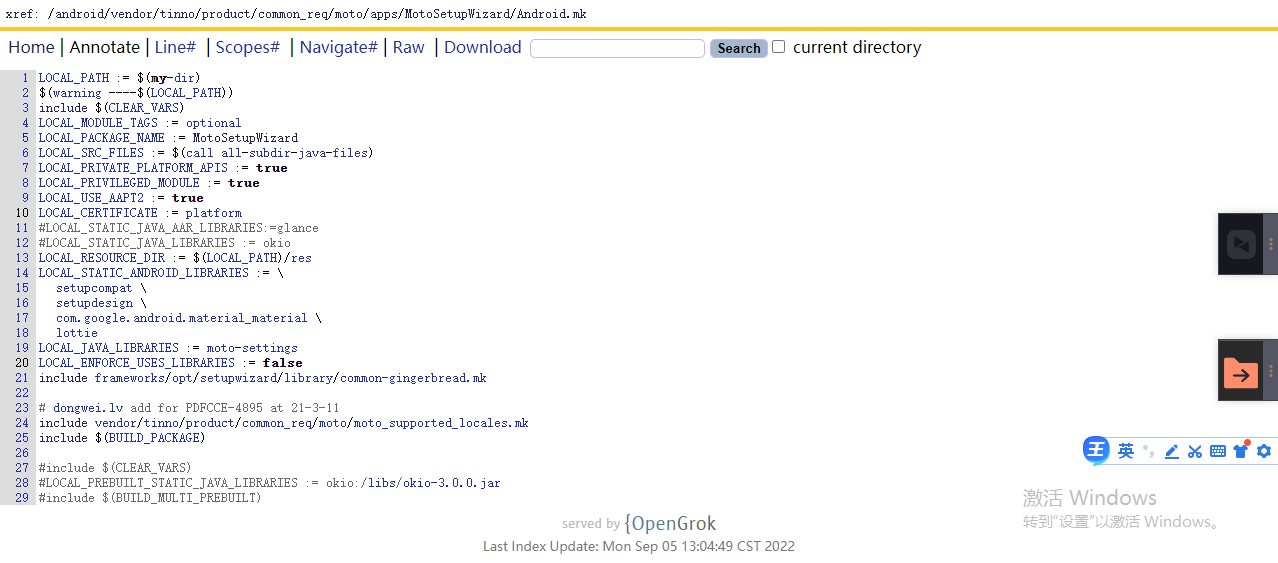 xref: /android/vendor/tinno/product/common_req/moto/apps/MotoSetupWizard/Android.mk
Home | Annotate | Line# | Scopes# | Navigate# | Raw | Download Search current directory
1 LOCAL_PATH := $(my-dir)
2 $(warning ----$(LOCAL_PATH))
3 include $(CLEAR_VARS)
4 LOCAL_MODULE_TAGS := optional
5 LOCAL_PACKAGE_NAME := MotoSetupWizard
6 LOCAL_SRC_FILES := $(call all-subdir-java-files)
7 LOCAL_PRIVATE_PLATFORM_APIS := true
8 LOCAL_PRIVILEGED_MODULE := true
9 LOCAL_USE_AAPT2 := true
10 LOCAL_CERTIFICATE := platform
11 #LOCAL_STATIC_JAVA_AAR_LIBRARIES:=glance
12 #LOCAL_STATIC_JAVA_LIBRARIES := okio
13 LOCAL_RESOURCE_DIR := $(LOCAL_PATH)/res
14 LOCAL_STATIC_ANDROID_LIBRARIES := \
15 setupcompat \
16 setupdesign \
17 com.google.android.material_material \
18 lottie
19 LOCAL_JAVA_LIBRARIES := moto-settings
20 LOCAL_ENFORCE_USES_LIBRARIES := false
21 include frameworks/opt/setupwizard/library/common-gingerbread.mk
22
23 # dongwei.lv add for PDFCCE-4895 at 21-3-11
24 include vendor/tinno/product/common_req/moto/moto_supported_locales.mk
25 include $(BUILD_PACKAGE)
26
27 #include $(CLEAR_VARS)
28 #LOCAL_PREBUILT_STATIC_JAVA_LIBRARIES := okio:/libs/okio-3.0.0.jar
29 #include $(BUILD_MULTI_PREBUILT)
王 英
激活 Windows
转到“设置”以激活 Windows。
served by {OpenGrok
Last Index Update: Mon Sep 05 13:04:49 CST 2022